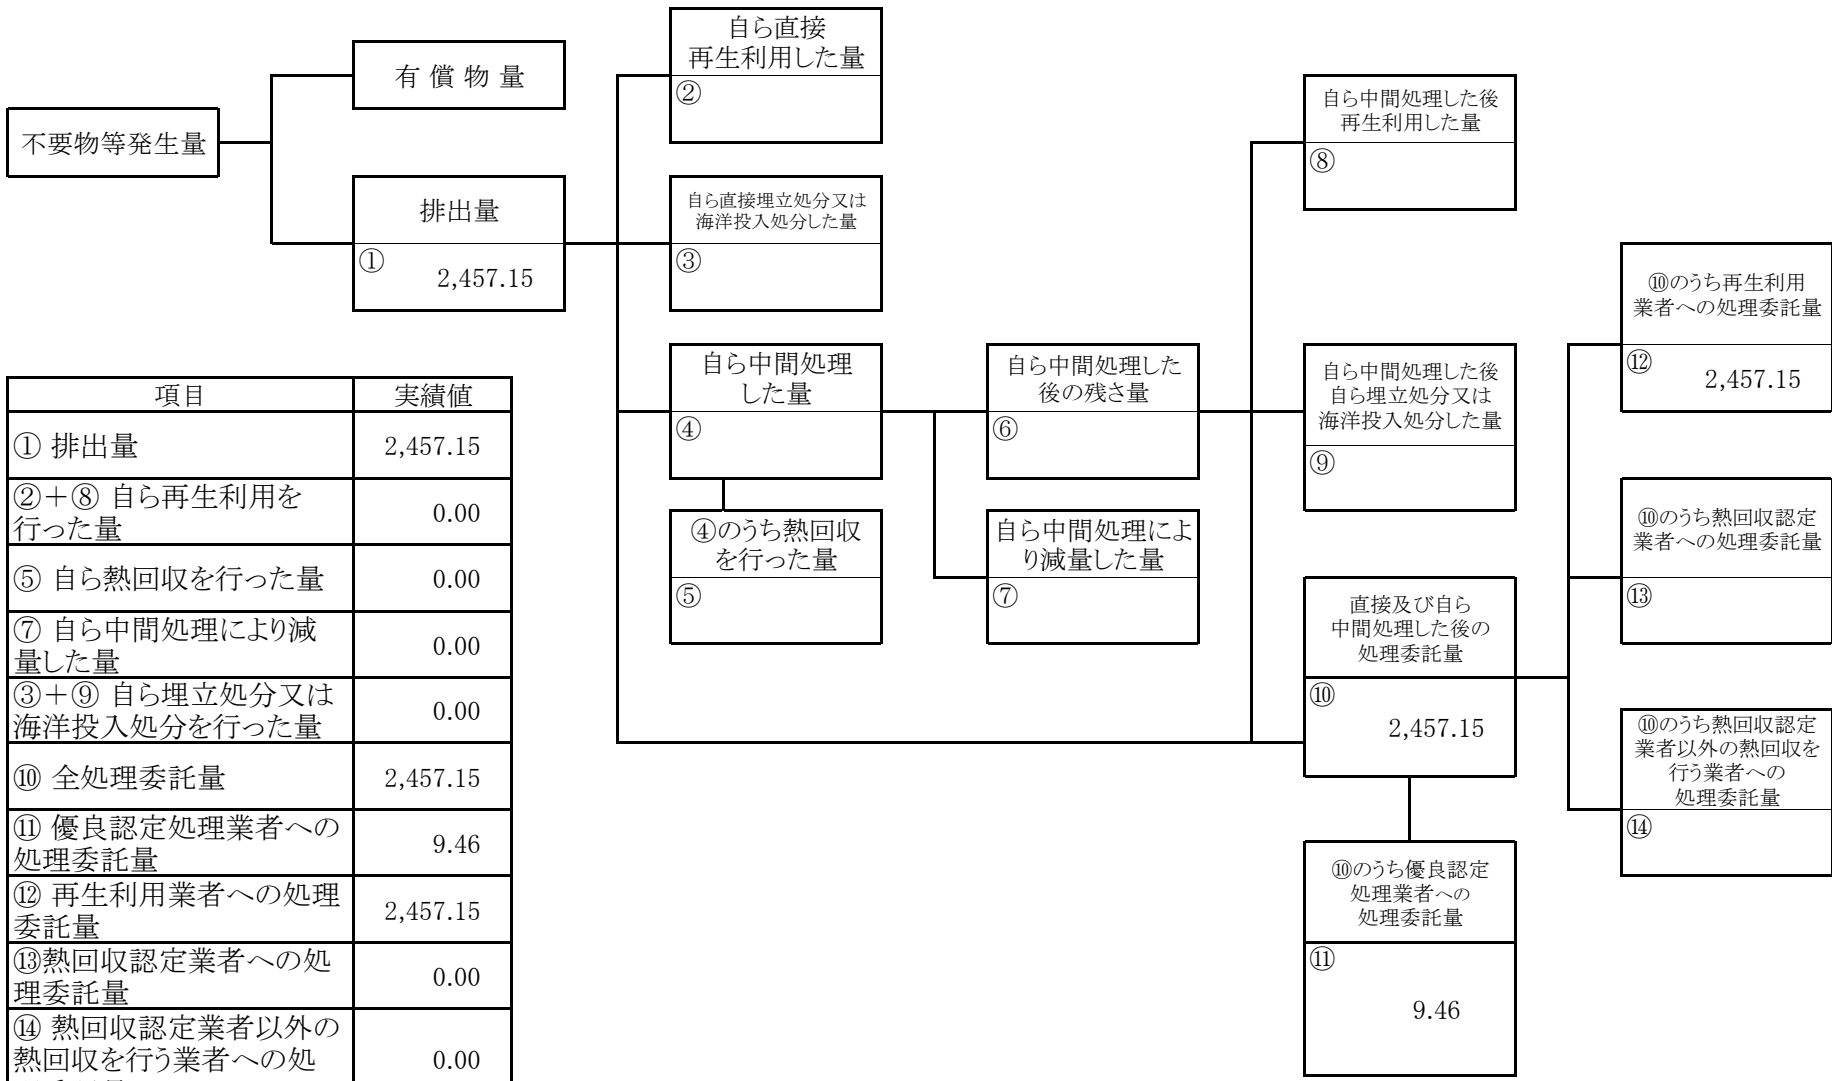 不要物等発生量
有 償 物 量
排出量
①
2,457.15
自ら直接
再生利用した量
②
自ら直接埋立処分又は
海洋投入処分した量
③
自ら中間処理
した量
④
④のうち熱回収
を行った量
⑤
自ら中間処理した
後の残さ量
⑥
自ら中間処理によ
り減量した量
⑦
自ら中間処理した後
再生利用した量
⑧
自ら中間処理した後
自ら埋立処分又は
海洋投入処分した量
⑨
直接及び自ら
中間処理した後の
処理委託量
⑩
2,457.15
⑩のうち優良認定
処理業者への
処理委託量
⑪
9.46
⑩のうち再生利用
業者への処理委託量
⑫
2,457.15
⑩のうち熱回収認定
業者への処理委託量
⑬
⑩のうち熱回収認定
業者以外の熱回収を
行う業者への
処理委託量
⑭
項目 実績値
① 排出量 2,457.15
②＋⑧ 自ら再生利用を
行った量 0.00
⑤ 自ら熱回収を行った量 0.00
⑦ 自ら中間処理により減
量した量 0.00
③＋⑨ 自ら埋立処分又は
海洋投入処分を行った量 0.00
⑩ 全処理委託量 2,457.15
⑪ 優良認定処理業者への
処理委託量 9.46
⑫ 再生利用業者への処理
委託量 2,457.15
⑬熱回収認定業者への処
理委託量 0.00
⑭ 熱回収認定業者以外の
熱回収を行う業者への処 0.00